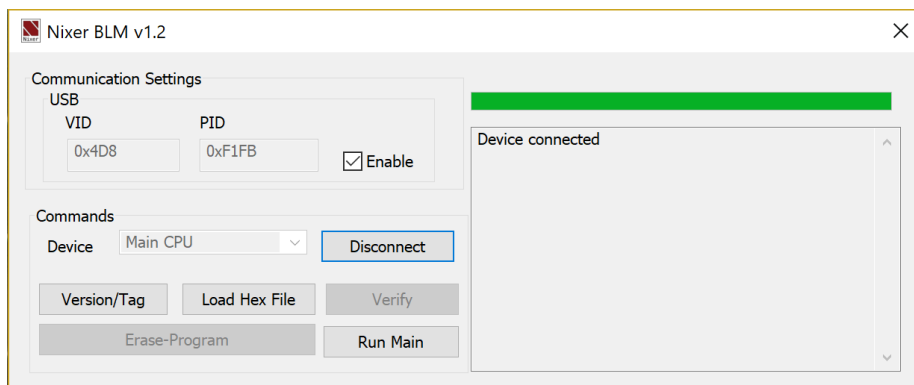 Nixer BLM v1.2
Communication Settings
USB
VID PID
0x4D8 0xF1FB Enable
Commands
Device Main CPU Disconnect
Version/Tag Load Hex File Verify
Erase-Program Run Main
Device connected